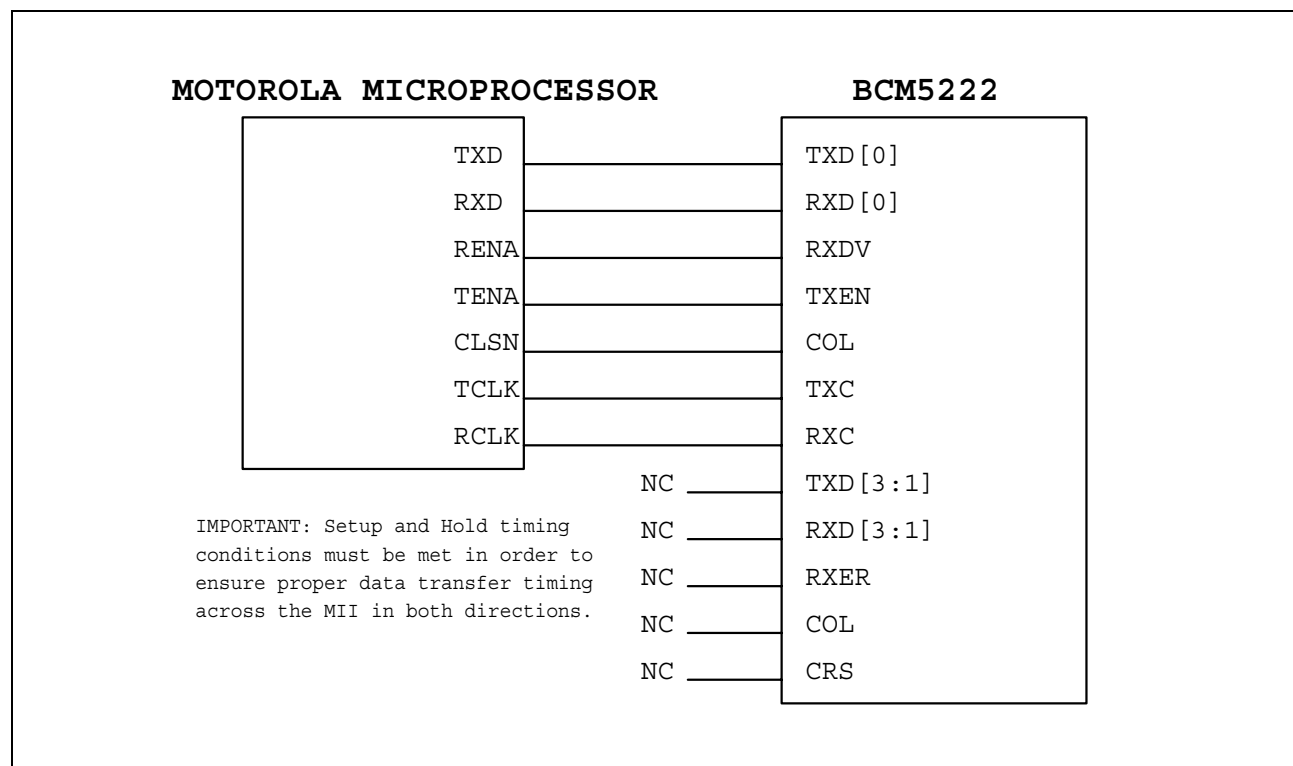 MOTOROLA MICROPROCESSOR
BCM5222
TXD
TXD[0]
RXD
RXD[0]
RENA
RXDV
TENA
TXEN
CLSN
COL
TCLK
TXC
RCLK
RXC
NC
TXD[3:1]
NC
RXD[3:1]
NC
RXER
NC
COL
NC
CRS
IMPORTANT: Setup and Hold timing
conditions must be met in order to
ensure proper data transfer timing
across the MII in both directions.